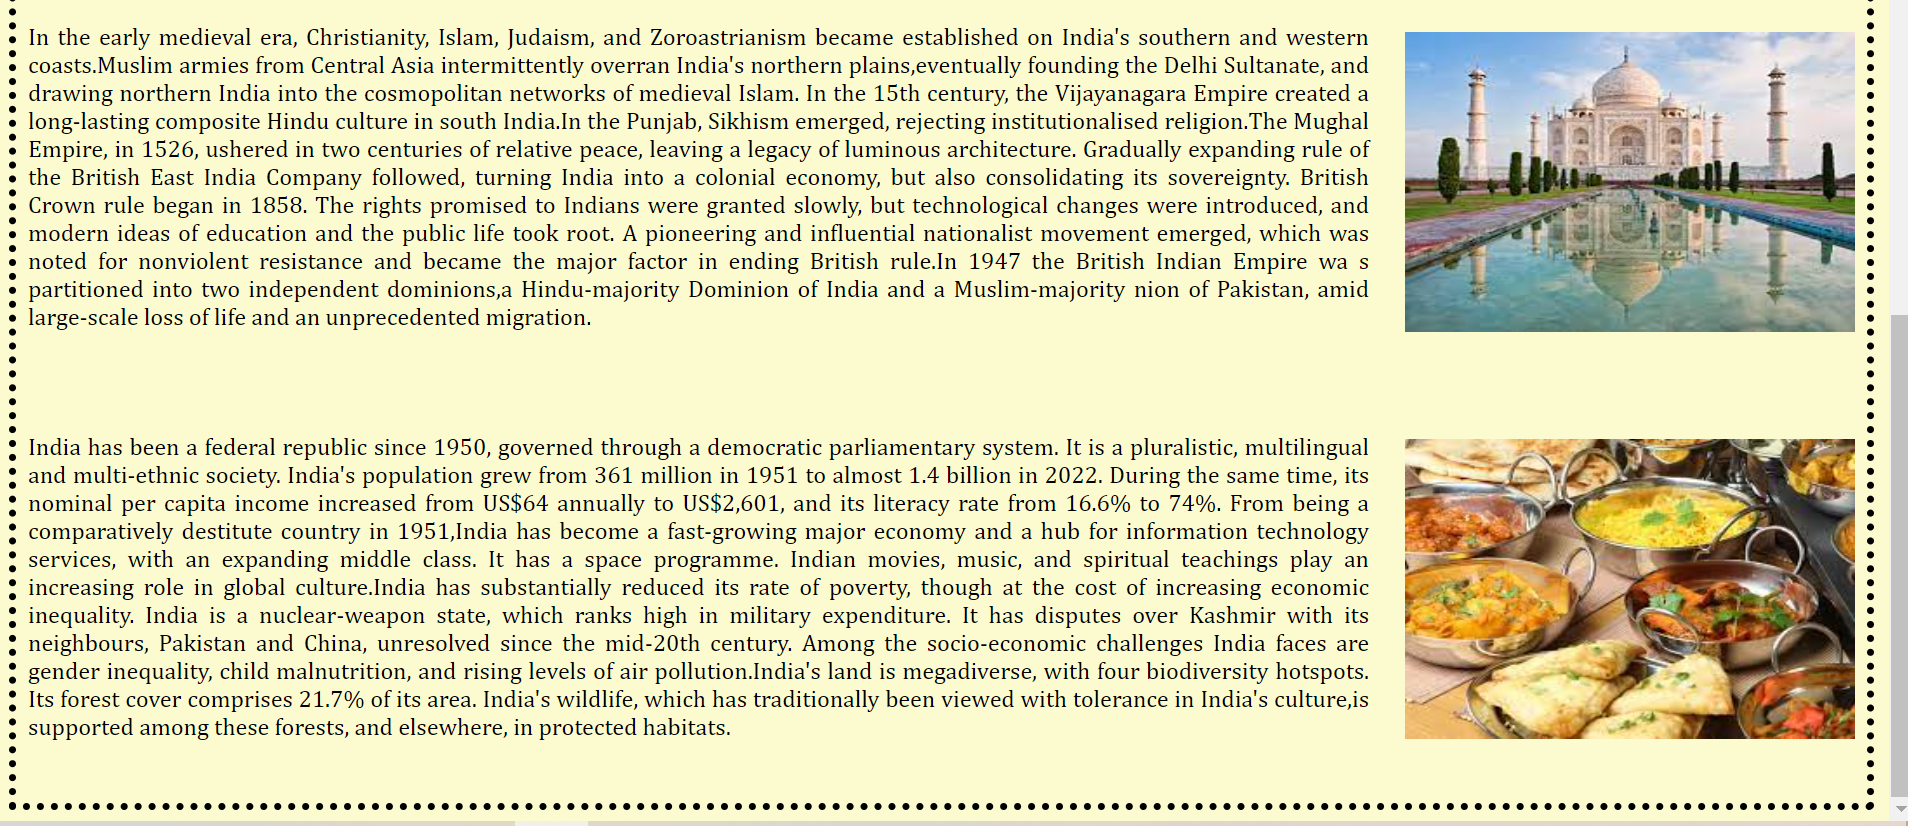 In the early medieval era, Christianity, Islam, Judaism, and Zoroastrianism became established on India's southern and western
coasts.Muslim armies from Central Asia intermittently overran India's northern plains,eventually founding the Delhi Sultanate, and
drawing northern India into the cosmopolitan networks of medieval Islam. In the 15th century, the Vijayanagara Empire created a
long-lasting composite Hindu culture in south India.In the Punjab, Sikhism emerged, rejecting institutionalised religion.The Mughal
Empire, in 1526, ushered in two centuries of relative peace, leaving a legacy of luminous architecture. Gradually expanding rule of
the British East India Company followed, turning India into a colonial economy, but also consolidating its sovereignty. British
Crown rule began in 1858. The rights promised to Indians were granted slowly, but technological changes were introduced, and
modern ideas of education and the public life took root. A pioneering and influential nationalist movement emerged, which was
noted for nonviolent resistance and became the major factor in ending British rule.In 1947 the British Indian Empire wa s
partitioned into two independent dominions,a Hindu-majority Dominion of India and a Muslim-majority nion of Pakistan, amid
large-scale loss of life and an unprecedented migration.
India has been a federal republic since 1950, governed through a democratic parliamentary system. It is a pluralistic, multilingual
and multi-ethnic society. India's population grew from 361 million in 1951 to almost 1.4 billion in 2022. During the same time, its
nominal per capita income increased from US$64 annually to US$2,601, and its literacy rate from 16.6% to 74%. From being a
comparatively destitute country in 1951,India has become a fast-growing major economy and a hub for information technology
services, with an expanding middle class. It has a space programme. Indian movies, music, and spiritual teachings play an
increasing role in global culture.India has substantially reduced its rate of poverty, though at the cost of increasing economic
inequality. India is a nuclear-weapon state, which ranks high in military expenditure. It has disputes over Kashmir with its
neighbours, Pakistan and China, unresolved since the mid-20th century. Among the socio-economic challenges India faces are
gender inequality, child malnutrition, and rising levels of air pollution.India's land is megadiverse, with four biodiversity hotspots.
Its forest cover comprises 21.7% of its area. India's wildlife, which has traditionally been viewed with tolerance in India's culture,is
supported among these forests, and elsewhere, in protected habitats.